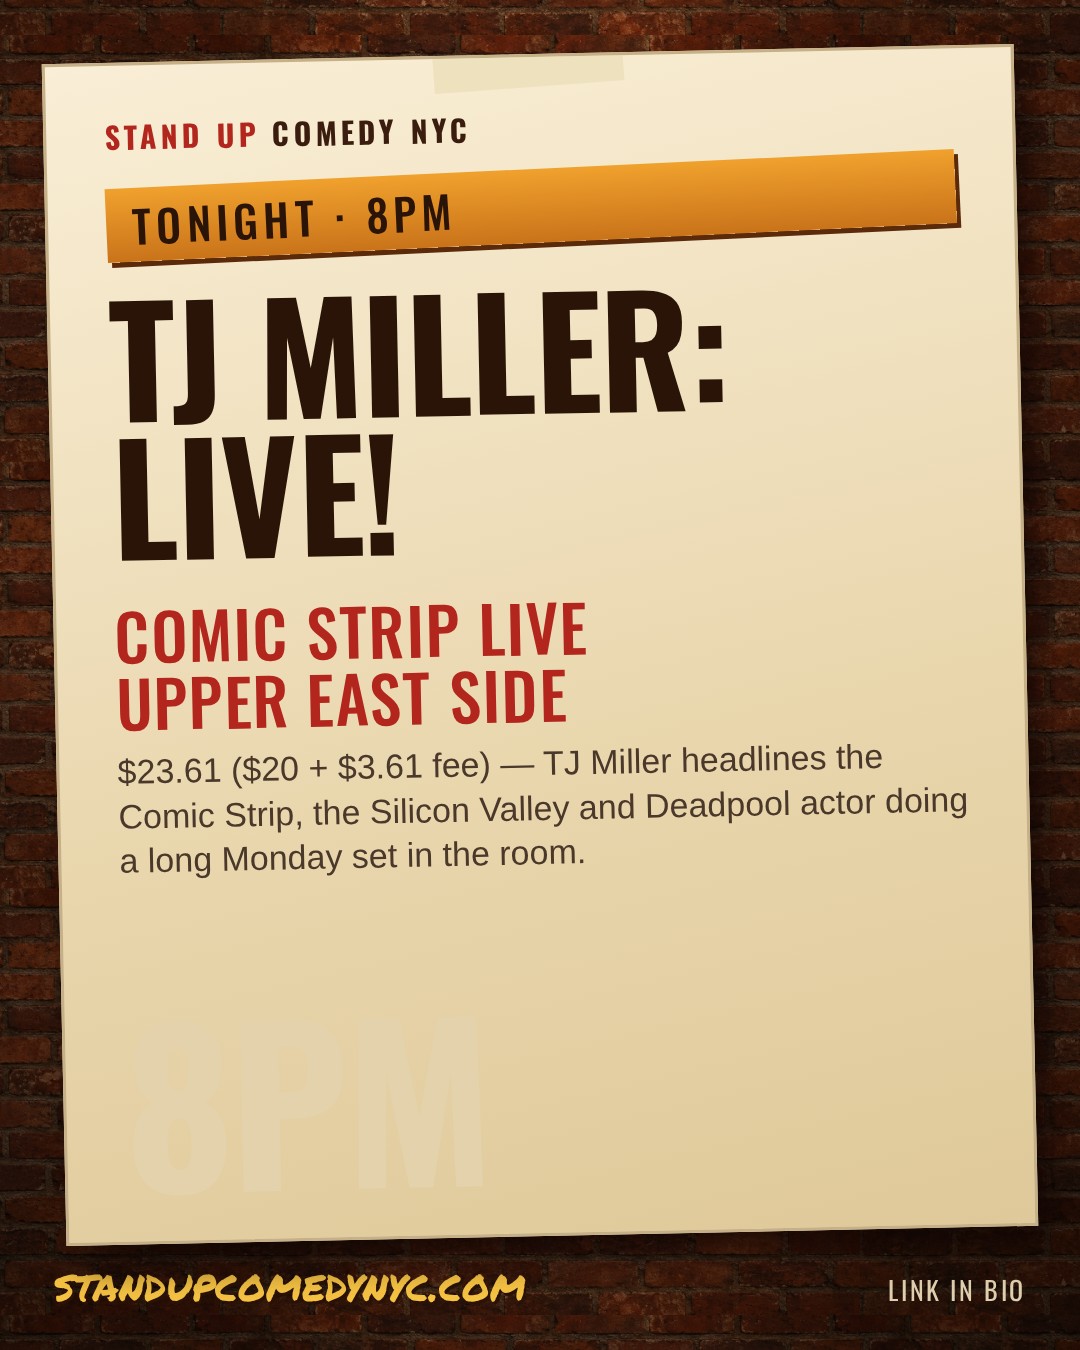 STAND UP COMEDY NYC
TONIGHT · 8PM
TJ MILLER:
LIVE!
COMIC STRIP LIVE
UPPER EAST SIDE
$23.61 ($20 + $3.61 fee) — TJ Miller headlines the
Comic Strip, the Silicon Valley and Deadpool actor doing
a long Monday set in the room.
8PM
STANDUPCOMEDYNYC.COM
LINK IN BIO